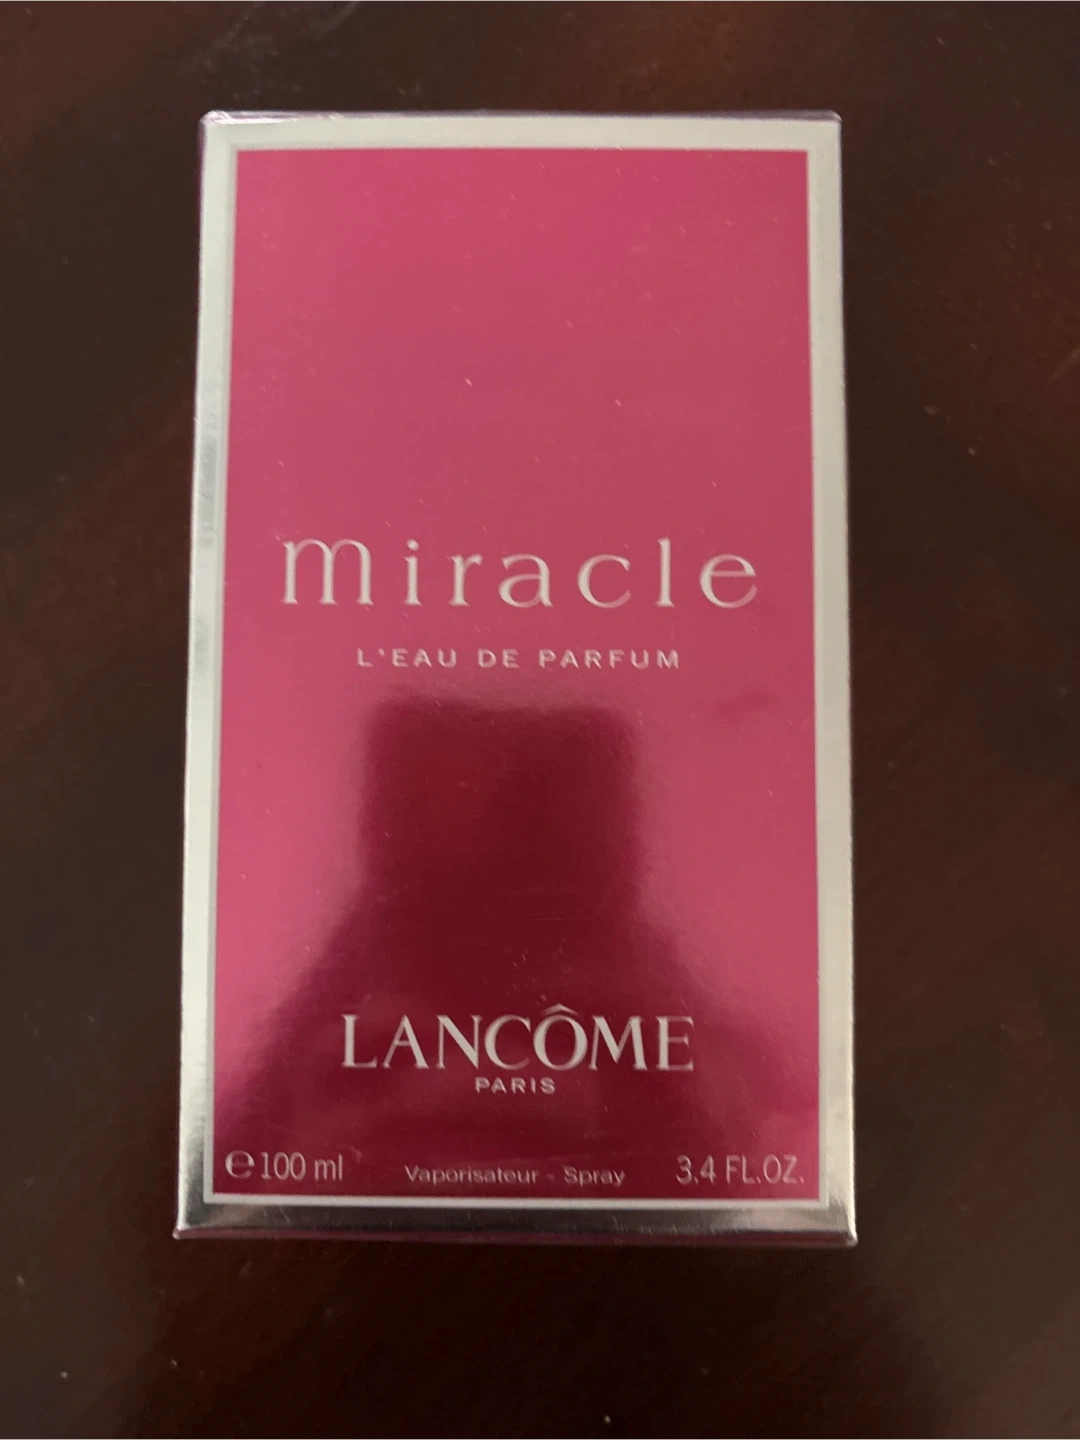 miracle
L'EAU DE PARFUM
LANCÔME
PARIS
℮100 ml Vaporisateur - Spray 3.4 FL.OZ.